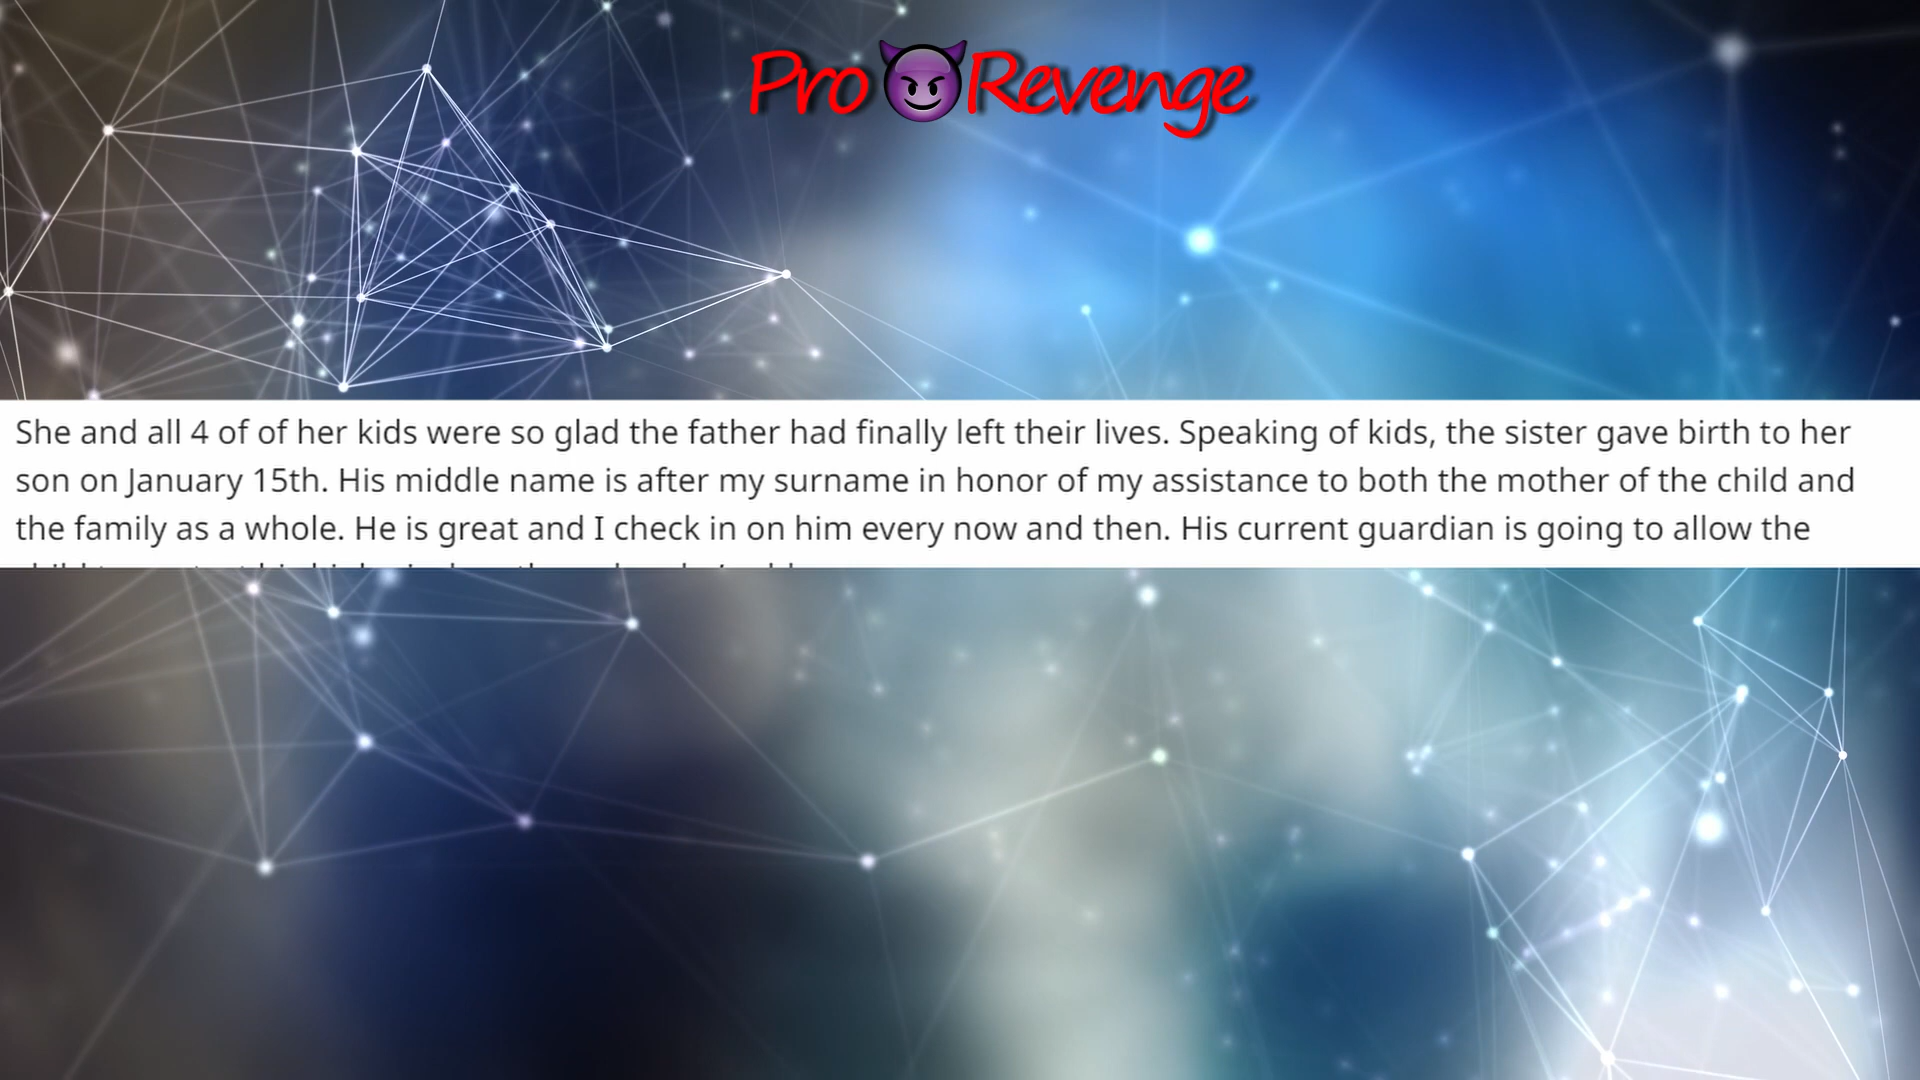 Pro Revenge
She and all 4 of of her kids were so glad the father had finally left their lives. Speaking of kids, the sister gave birth to her
son on January 15th. His middle name is after my surname in honor of my assistance to both the mother of the child and
the family as a whole. He is great and I check in on him every now and then. His current guardian is going to allow the